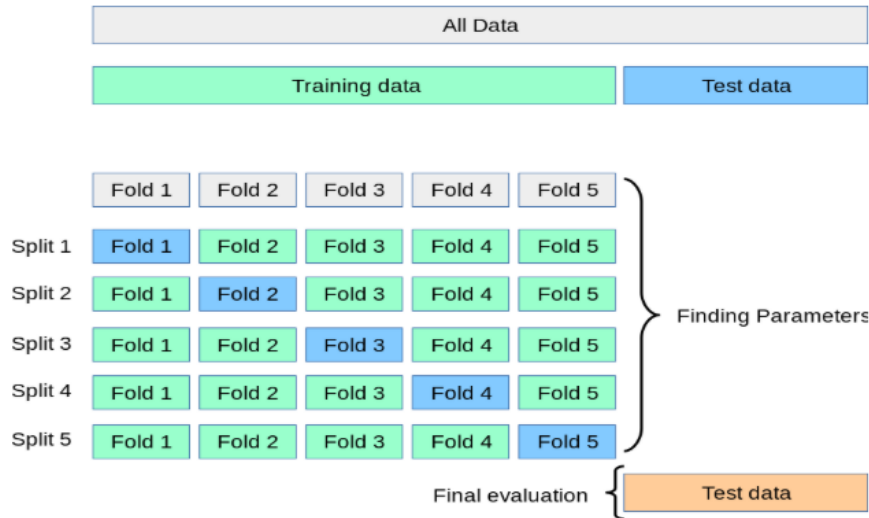 All Data
Training data Test data
Fold 1 Fold 2 Fold 3 Fold 4 Fold 5
Split 1 Fold 1 Fold 2 Fold 3 Fold 4 Fold 5
Split 2 Fold 1 Fold 2 Fold 3 Fold 4 Fold 5
Finding Parameters
Split 3 Fold 1 Fold 2 Fold 3 Fold 4 Fold 5
Split 4 Fold 1 Fold 2 Fold 3 Fold 4 Fold 5
Split 5 Fold 1 Fold 2 Fold 3 Fold 4 Fold 5
Final evaluation Test data